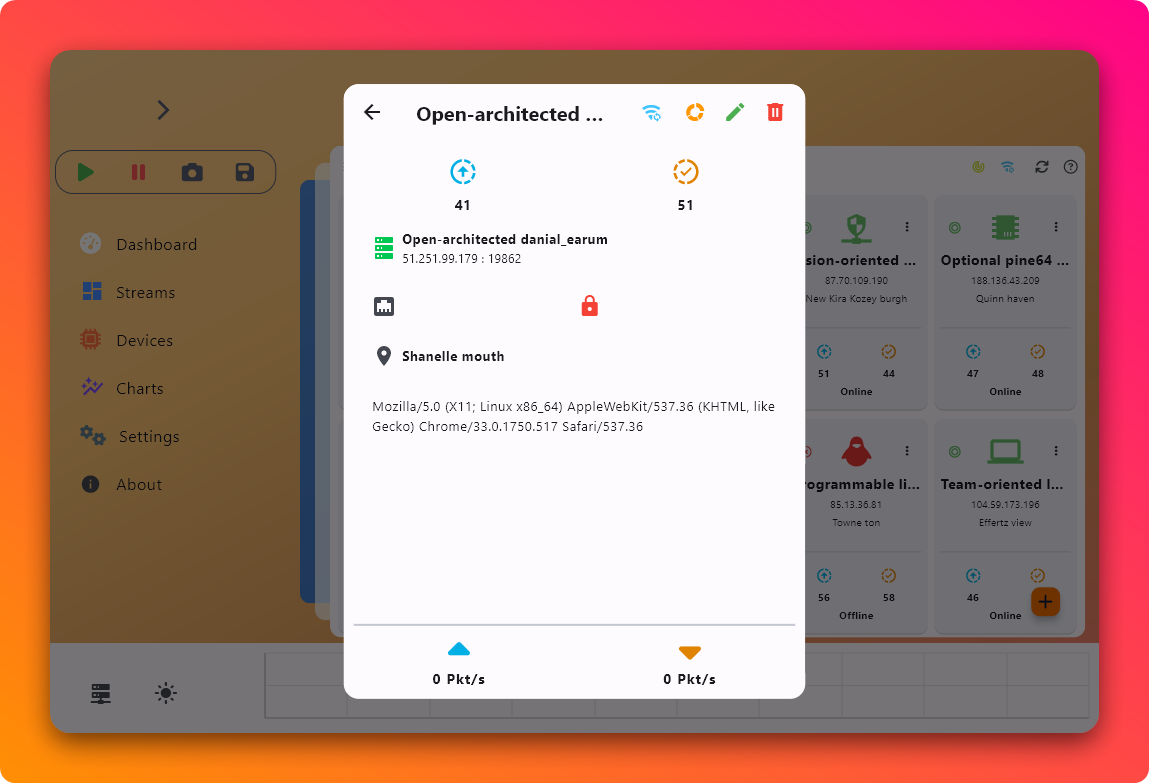 Open-architected ...
41
51
Open-architected danial_earum
51.251.99.179 : 19862
Shanelle mouth
Mozilla/5.0 (X11; Linux x86_64) AppleWebKit/537.36 (KHTML, like
Gecko) Chrome/33.0.1750.517 Safari/537.36
0 Pkt/s
0 Pkt/s
Dashboard
Streams
Devices
Charts
Settings
About
sion-oriented ...
87.70.109.190
New Kira Kozey burgh
51
44
Online
Optional pine64 ...
188.136.43.209
Quinn haven
47
48
Online
rogrammable li...
85.13.36.81
Towne ton
56
58
Offline
Team-oriented l...
104.59.173.196
Effertz view
46
Online